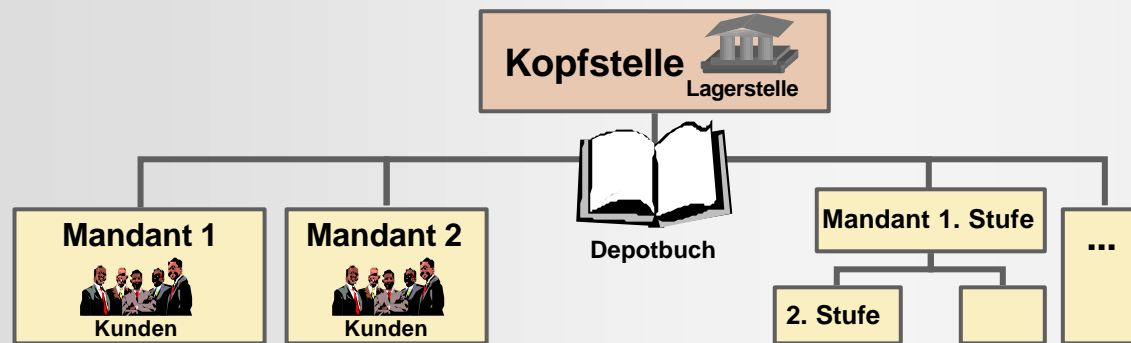 Kopfstelle
Lagerstelle
Depotbuch
Mandant 1
Kunden
Mandant 2
Kunden
Mandant 1. Stufe
2. Stufe
...